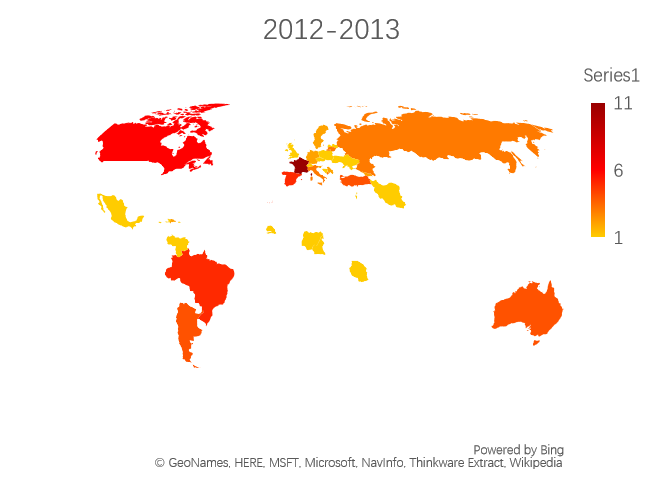 2012-2013
Series1
11
6
1
Powered by Bing
© GeoNames, HERE, MSFT, Microsoft, NavInfo, Thinkware Extract, Wikipedia